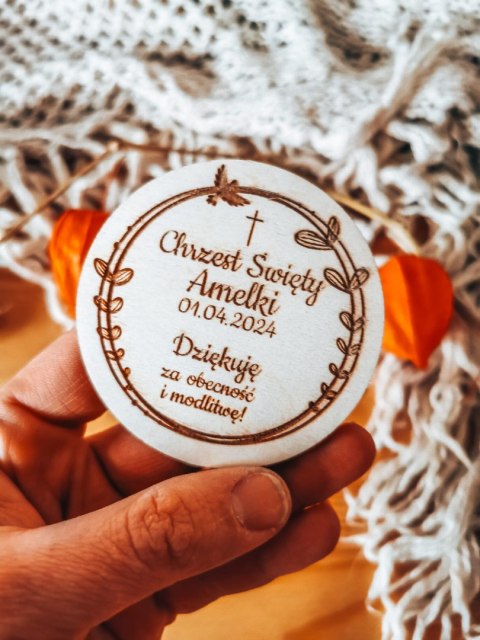 Chrzest Święty
Amelki
01.04.2024
Dziękuję
za obecność
i modlitwę!